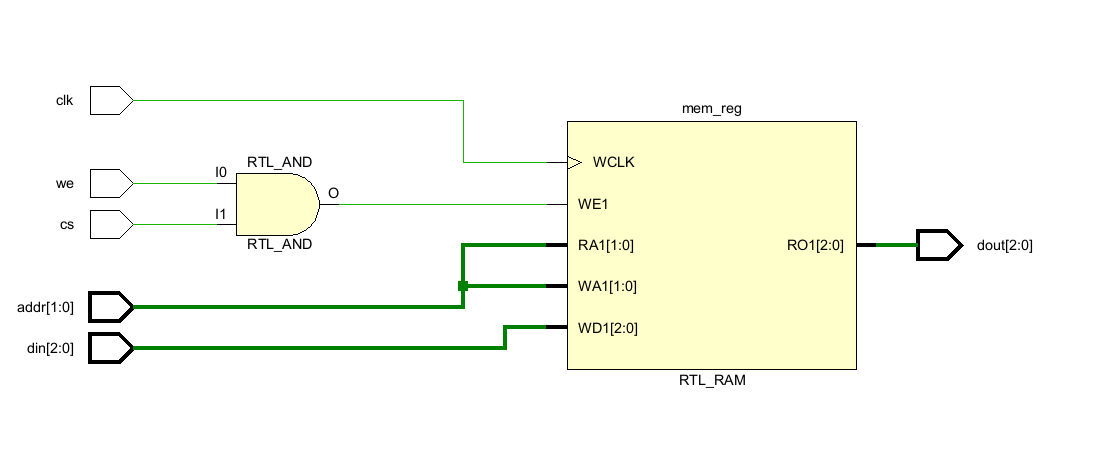 mem_reg
clk
WCLK
RTL_AND
I0
we
O
WE1
I1
cs
RTL_AND
RA1[1:0]
RO1[2:0]
dout[2:0]
WA1[1:0]
addr[1:0]
WD1[2:0]
din[2:0]
RTL_RAM